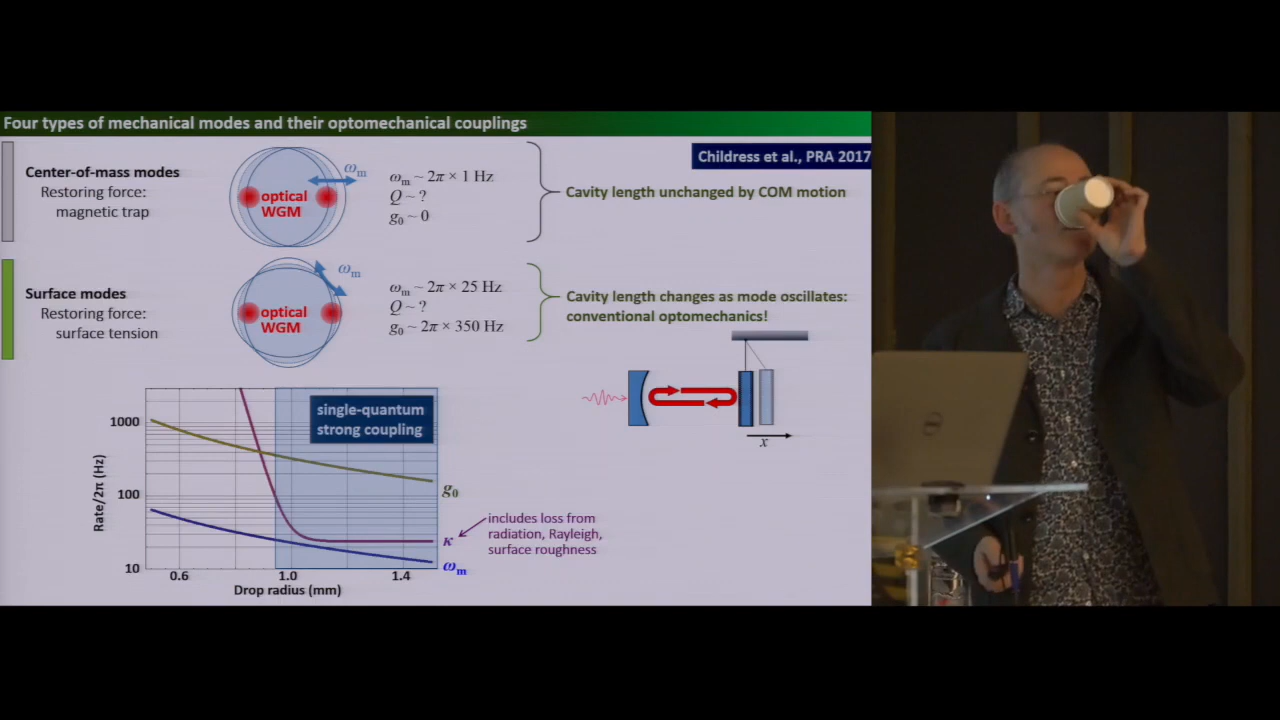 Four types of mechanical modes and their optomechanical couplings
Childress et al., PRA 2017
Center-of-mass modes
Restoring force:
magnetic trap
optical
WGM
ωm
ωm ~ 2π × 1 Hz
Q ~ ?
g0 ~ 0
Cavity length unchanged by COM motion
Surface modes
Restoring force:
surface tension
optical
WGM
ωm
ωm ~ 2π × 25 Hz
Q ~ ?
g0 ~ 2π × 350 Hz
Cavity length changes as mode oscillates:
conventional optomechanics!
x
single-quantum
strong coupling
Rate/2π (Hz)
1000
100
10
0.6
1.0
1.4
Drop radius (mm)
g0
κ
ωm
includes loss from
radiation, Rayleigh,
surface roughness